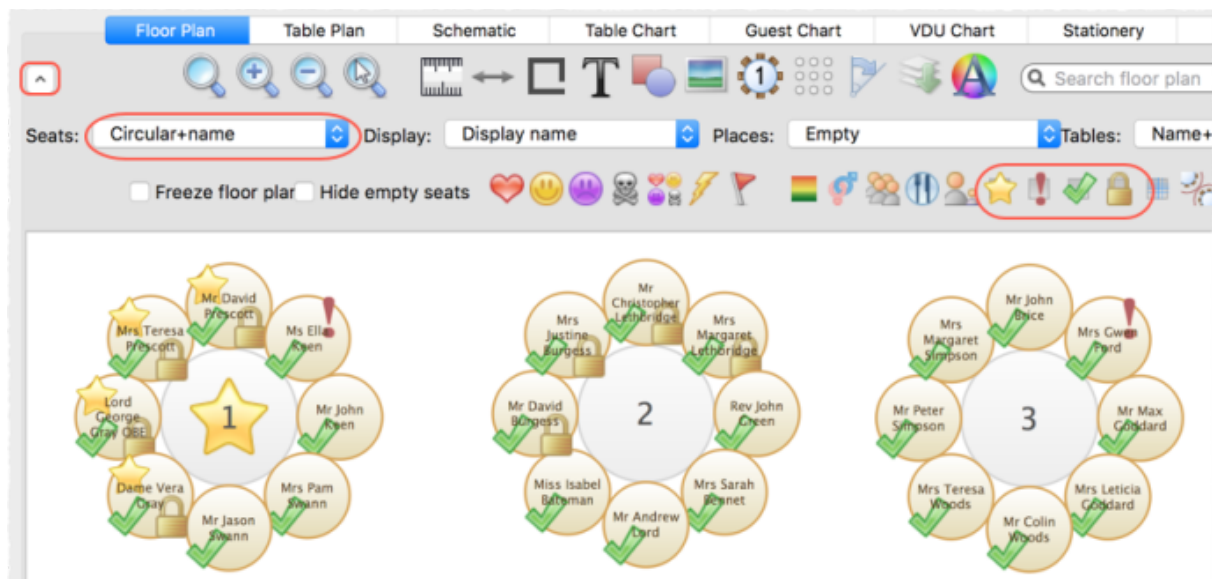 Floor Plan
Table Plan
Schematic
Table Chart
Guest Chart
VDU Chart
Stationery
T
1
A
Search floor plan
Seats:
Circular+name
Display:
Display name
Places:
Empty
Tables:
Name+
Freeze floor plan
Hide empty seats
Mr David
Prescott
Mrs Teresa
Prescott
Ms Ella
Keen
Lord
George
Gray OBE
1
Mr John
Keen
Dame Vera
Gray
Mrs Pam
Swann
Mr Jason
Swann
Mr
Christopher
Lethbridge
Mrs
Justine
Burgess
Mrs
Margaret
Lethbridge
Mr David
Burgess
2
Rev John
Green
Miss Isabel
Bateman
Mrs Sarah
Bennet
Mr Andrew
Lord
Mr John
Brice
Mrs
Margaret
Simpson
Mrs Gwen
Ford
Mr Peter
Simpson
3
Mr Max
Goddard
Mrs Teresa
Woods
Mrs Leticia
Goddard
Mr Colin
Woods